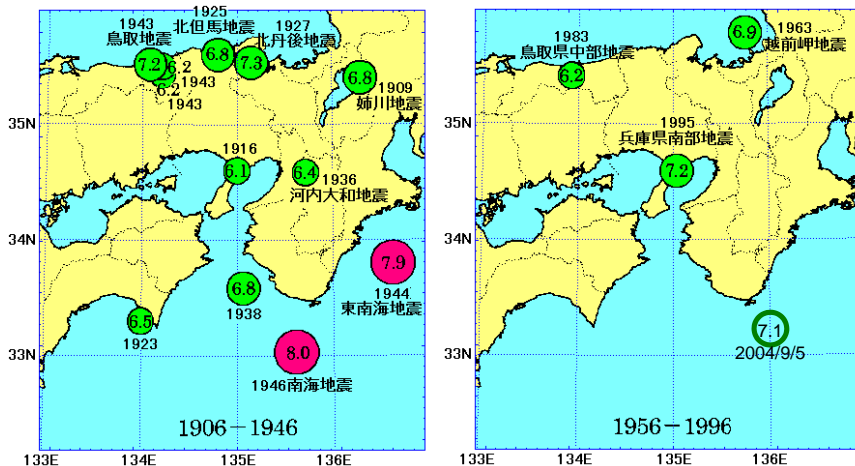 1925
1943
北但馬地震
1927
鳥取地震
北丹後地震
6.8
7.2
6.2
7.3
6.8
6.2
1943
1943
1909
姉川地震
35N
1916
6.1
6.4
1936
河内大和地震
34N
7.9
6.8
1944
1938
東南海地震
6.5
1923
8.0
33N
1946南海地震
1906-1946
133E
134E
135E
136E
1983
6.9
1963
鳥取県中部地震
越前岬地震
6.2
35N
1995
兵庫県南部地震
7.2
34N
7.1
33N
2004/9/5
1956-1996
133E
134E
135E
136E